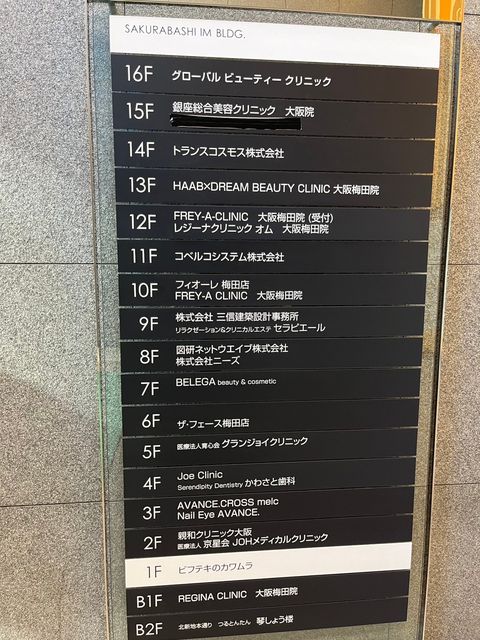 SAKURABASHI IM BLDG.
16F グローバル ビューティー クリニック
15F 銀座総合美容クリニック 大阪院
14F トランスコスモス株式会社
13F HAAB×DREAM BEAUTY CLINIC 大阪梅田院
12F FREY-A-CLINIC 大阪梅田院 (受付)
レジーナクリニック オム 大阪梅田院
11F コベルコシステム株式会社
10F フィオーレ 梅田店
FREY-A CLINIC 大阪梅田院
9F 株式会社 三信建築設計事務所
リラクゼーション&クリニカルエステ セラピエール
8F 図研ネットウエイブ株式会社
株式会社ニーズ
7F BELEGA beauty & cosmetic
6F ザ・フェース梅田店
5F 医療法人育心会 グランジョイクリニック
4F Joe Clinic
Serendipity Dentistry かわさと歯科
3F AVANCE.CROSS melc
Nail Eye AVANCE.
2F 親和クリニック大阪
医療法人 京星会 JOHメディカルクリニック
1F ビフテキのカワムラ
B1F REGINA CLINIC 大阪梅田院
B2F 北新地本通り つるとんたん 琴しょう楼